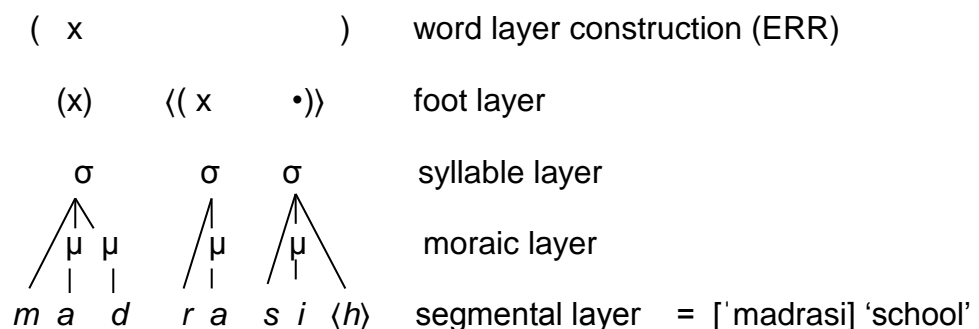 ( x ) word layer construction (ERR)
(x) ⟨( x •)⟩ foot layer
σ σ σ syllable layer
μ μ μ μ moraic layer
m a d r a s i ⟨h⟩ segmental layer = [ˈmadrasi] ‘school’